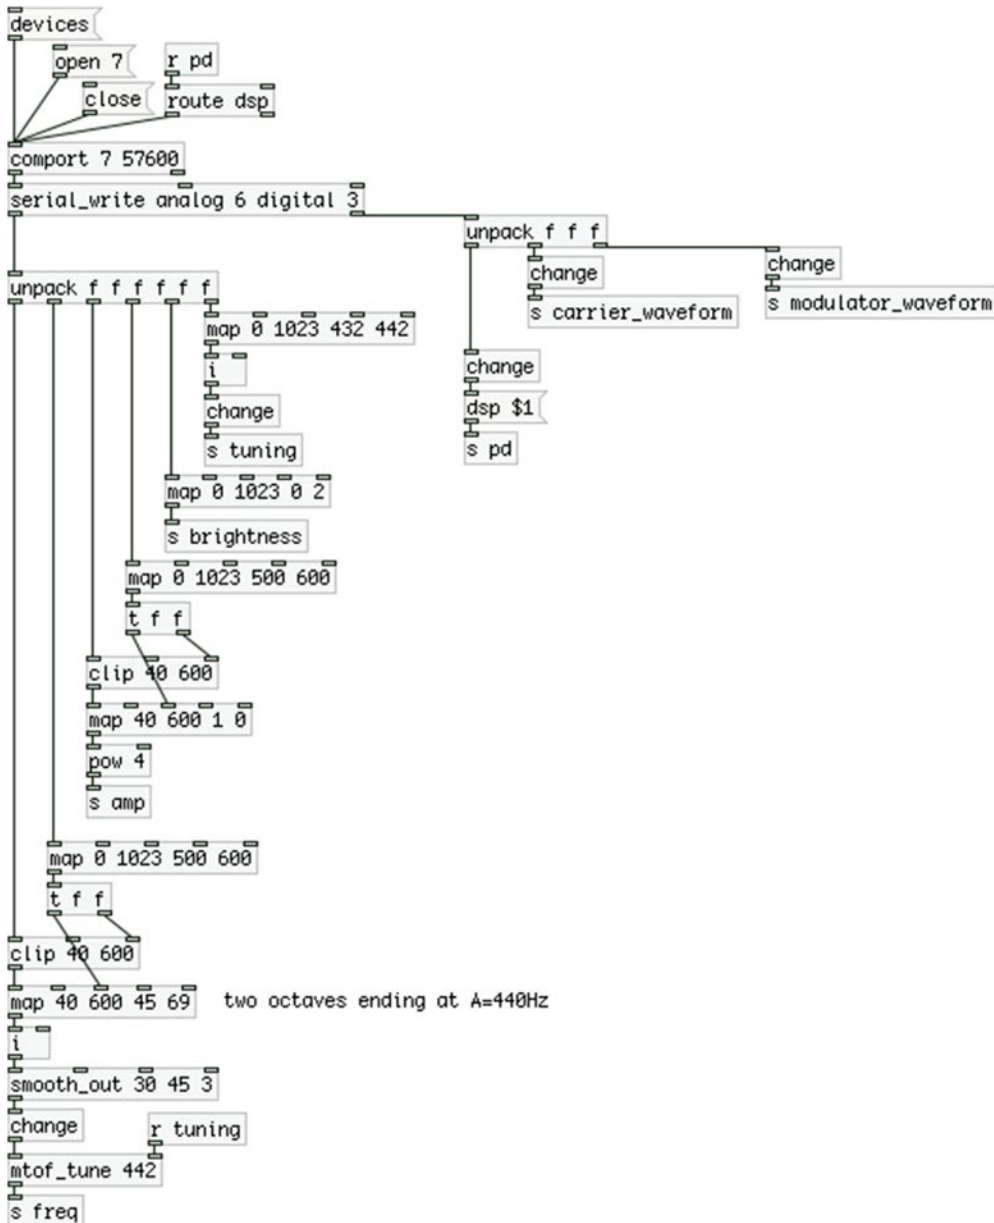 devices
open 7
r pd
close
route dsp
comport 7 57600
serial_write analog 6 digital 3
unpack f f f
change
change
unpack f f f f f f
s modulator_waveform
s carrier_waveform
map 0 1023 432 442
i
change
change
dsp $1
s tuning
s pd
map 0 1023 0 2
s brightness
map 0 1023 500 600
t f f
clip 40 600
map 40 600 1 0
pow 4
s amp
map 0 1023 500 600
t f f
clip 40 600
map 40 600 45 69
two octaves ending at A=440Hz
i
smooth_out 30 45 3
change
r tuning
mtof_tune 442
s freq